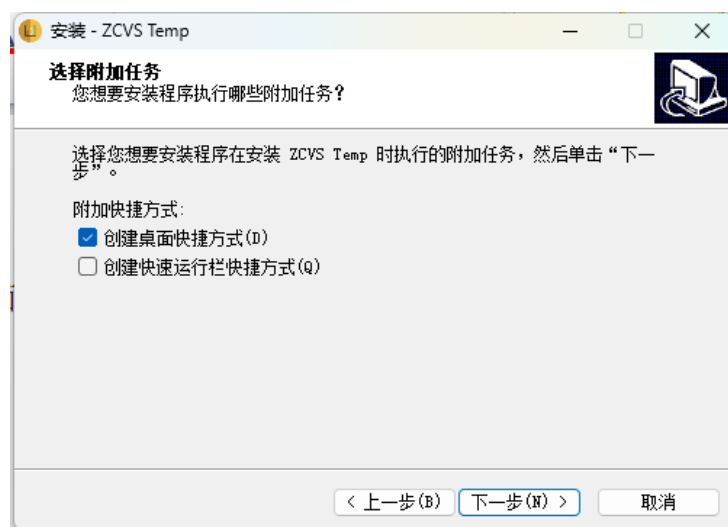 安装 - ZCVS Temp
选择附加任务
您想要安装程序执行哪些附加任务?
选择您想要安装程序在安装 ZCVS Temp 时执行的附加任务，然后单击“下一
步”。
附加快捷方式:
创建桌面快捷方式(D)
创建快速运行栏快捷方式(Q)
< 上一步(B) 下一步(N) > 取消